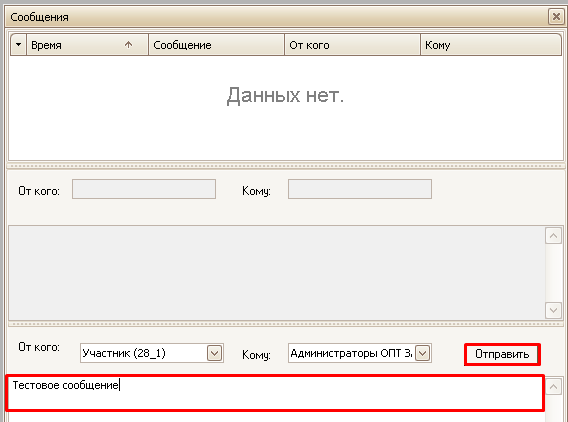 Сообщения
Время Сообщение От кого Кому
Данных нет.
От кого: Кому:
От кого: Участник (28_1) Кому: Администраторы ОПТ Отправить
Тестовое сообщение